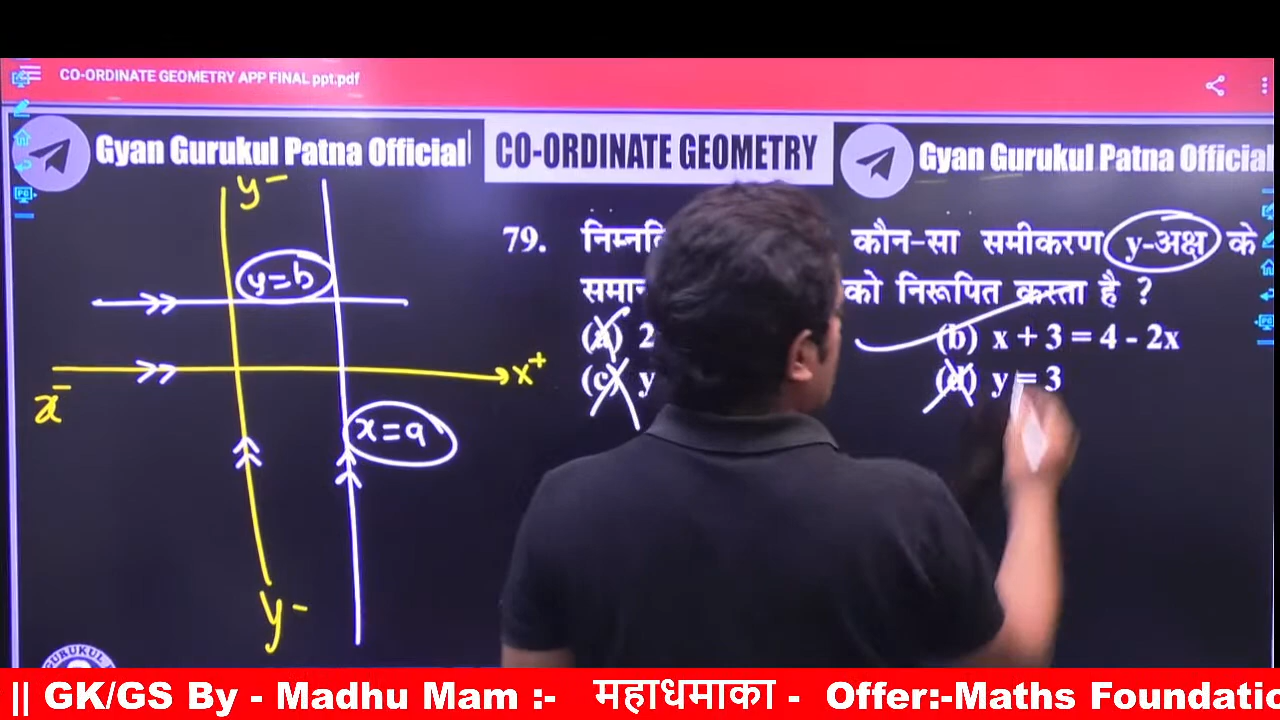 CO-ORDINATE GEOMETRY APP FINAL ppt.pdf
Gyan Gurukul Patna Official
CO-ORDINATE GEOMETRY
Gyan Gurukul Patna Official
y-
y=b
x+
x-
x=a
y-
79. कौन-सा समीकरण y-अक्ष के
को निरूपित करता है ?
(a) 2 (b) x + 3 = 4 - 2x
(c) y (d) y = 3
GURUKUL
|| GK/GS By - Madhu Mam :- महाधमाका - Offer:-Maths Foundatio